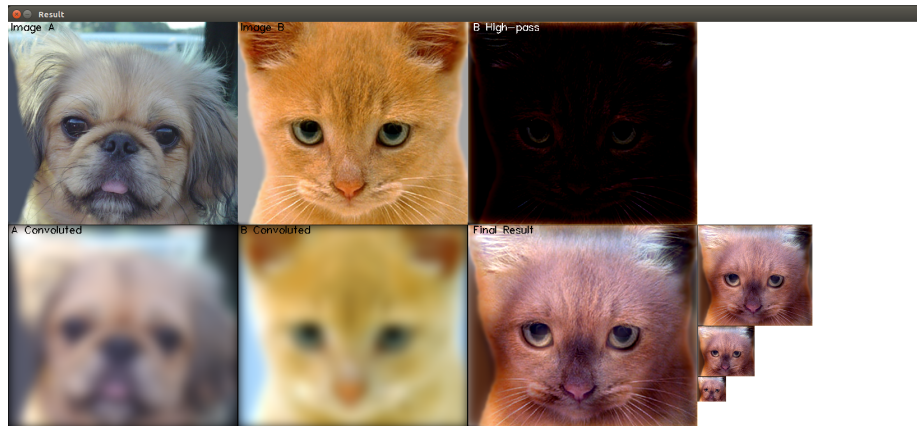 Result
Image A
Image B
B High-pass
A Convoluted
B Convoluted
Final Result